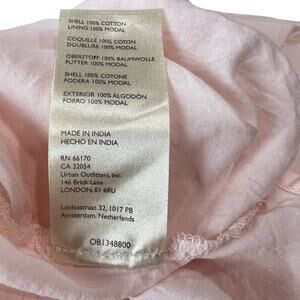 SHELL 100% COTTON
LINING 100% MODAL
COQUILLE 100% COTON
DOUBLURE 100% MODAL
OBERSTOFF 100% BAUMWOLLE
FUTTER 100% MODAL
SHELL 100% COTONE
FODERA 100% MODAL
EXTERIOR 100% ALGODÓN
FORRO 100% MODAL
MADE IN INDIA
HECHO EN INDIA
RN 66170
CA 32054
Urban Outfitters, Inc.
146 Brick Lane
LONDON, E1 6RU
Leidsestraat 32, 1017 PB
Amsterdam, Netherlands
OB1348800